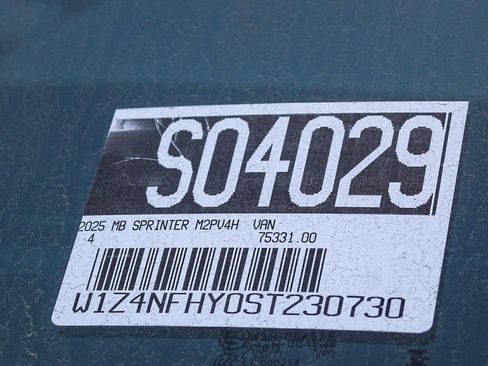 S04029
2025 MB SPRINTER M2PV4H VAN
4 75331.00
W1Z4NFHY0ST230730